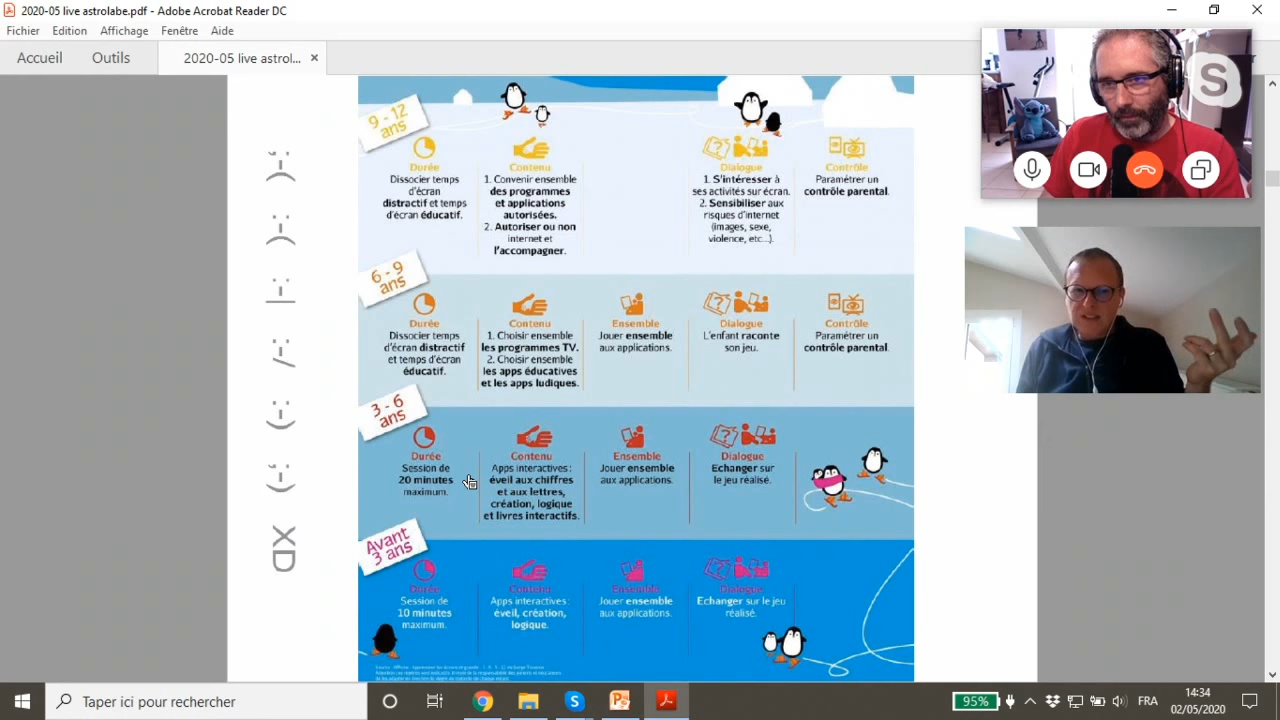 2020-05 live astrolabe.pdf - Adobe Acrobat Reader DC
Fichier Edition Affichage Fenêtre Aide
Accueil Outils 2020-05 live astrol... ×
9 - 12
ans
Durée
Dissocier temps
d'écran
distractif et temps
d'écran éducatif.
Contenu
1. Convenir ensemble
des programmes
et applications
autorisées.
2. Autoriser ou non
internet et
l'accompagner.
Dialogue
1. S'intéresser à
ses activités sur écran.
2. Sensibiliser aux
risques d'internet
(images, sexe,
violence, etc...).
Contrôle
Paramétrer un
contrôle parental.
6 - 9
ans
Durée
Dissocier temps
d'écran distractif
et temps d'écran
éducatif.
Contenu
1. Choisir ensemble
les programmes TV.
2. Choisir ensemble
les apps éducatives
et les apps ludiques.
Ensemble
Jouer ensemble
aux applications.
Dialogue
L'enfant raconte
son jeu.
Contrôle
Paramétrer un
contrôle parental.
3 - 6
ans
Durée
Session de
20 minutes
maximum.
Contenu
Apps interactives :
éveil aux chiffres
et aux lettres,
création, logique
et livres interactifs.
Ensemble
Jouer ensemble
aux applications.
Dialogue
Echanger sur
le jeu réalisé.
Avant
3 ans
Durée
Session de
10 minutes
maximum.
Contenu
Apps interactives :
éveil, création,
logique.
Ensemble
Jouer ensemble
aux applications.
Dialogue
Echanger sur le jeu
réalisé.
:-(
:-|
:-/
:-)
;-)
XD
S
Taper ici pour rechercher
95%
FRA
14:34
02/05/2020